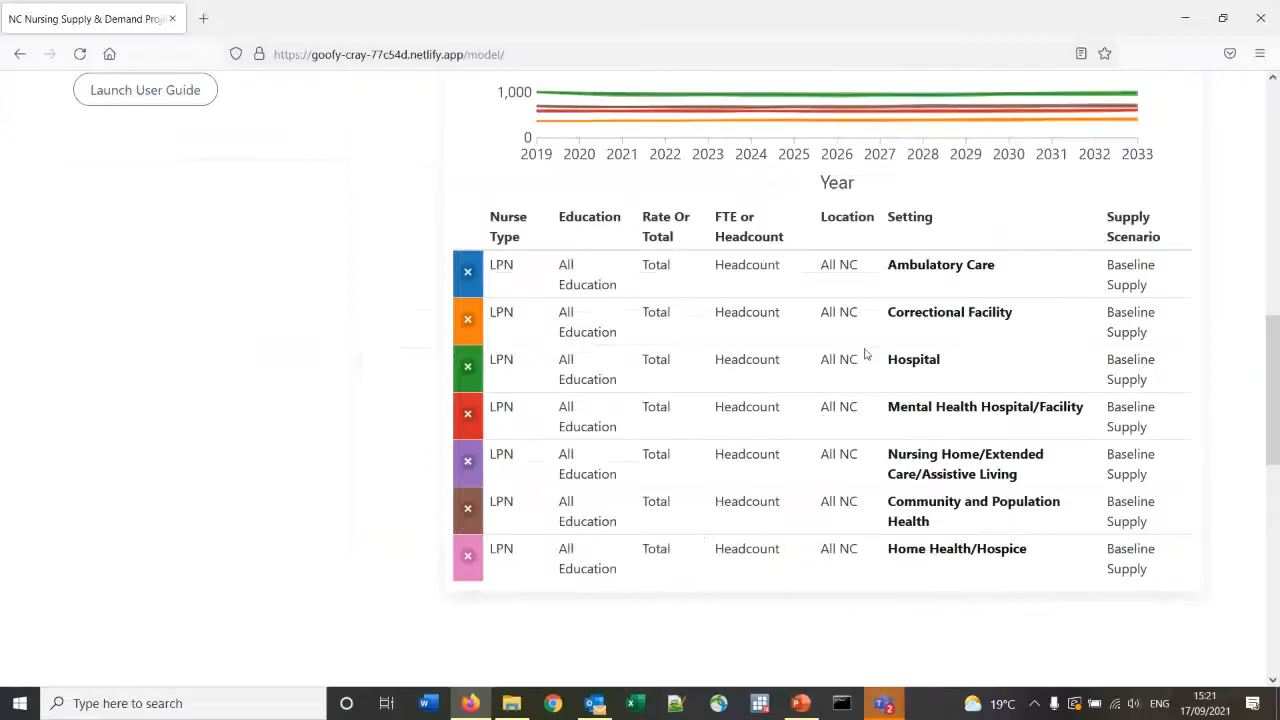 NC Nursing Supply & Demand Proj
https://goofy-cray-77c54d.netlify.app/model/
Launch User Guide
1,000
0
2019 2020 2021 2022 2023 2024 2025 2026 2027 2028 2029 2030 2031 2032 2033
Year
Nurse Type Education Rate Or Total FTE or Headcount Location Setting Supply Scenario
LPN All Education Total Headcount All NC Ambulatory Care Baseline Supply
LPN All Education Total Headcount All NC Correctional Facility Baseline Supply
LPN All Education Total Headcount All NC Hospital Baseline Supply
LPN All Education Total Headcount All NC Mental Health Hospital/Facility Baseline Supply
LPN All Education Total Headcount All NC Nursing Home/Extended Care/Assistive Living Baseline Supply
LPN All Education Total Headcount All NC Community and Population Health Baseline Supply
LPN All Education Total Headcount All NC Home Health/Hospice Baseline Supply
Type here to search
19°C
ENG
15:21
17/09/2021